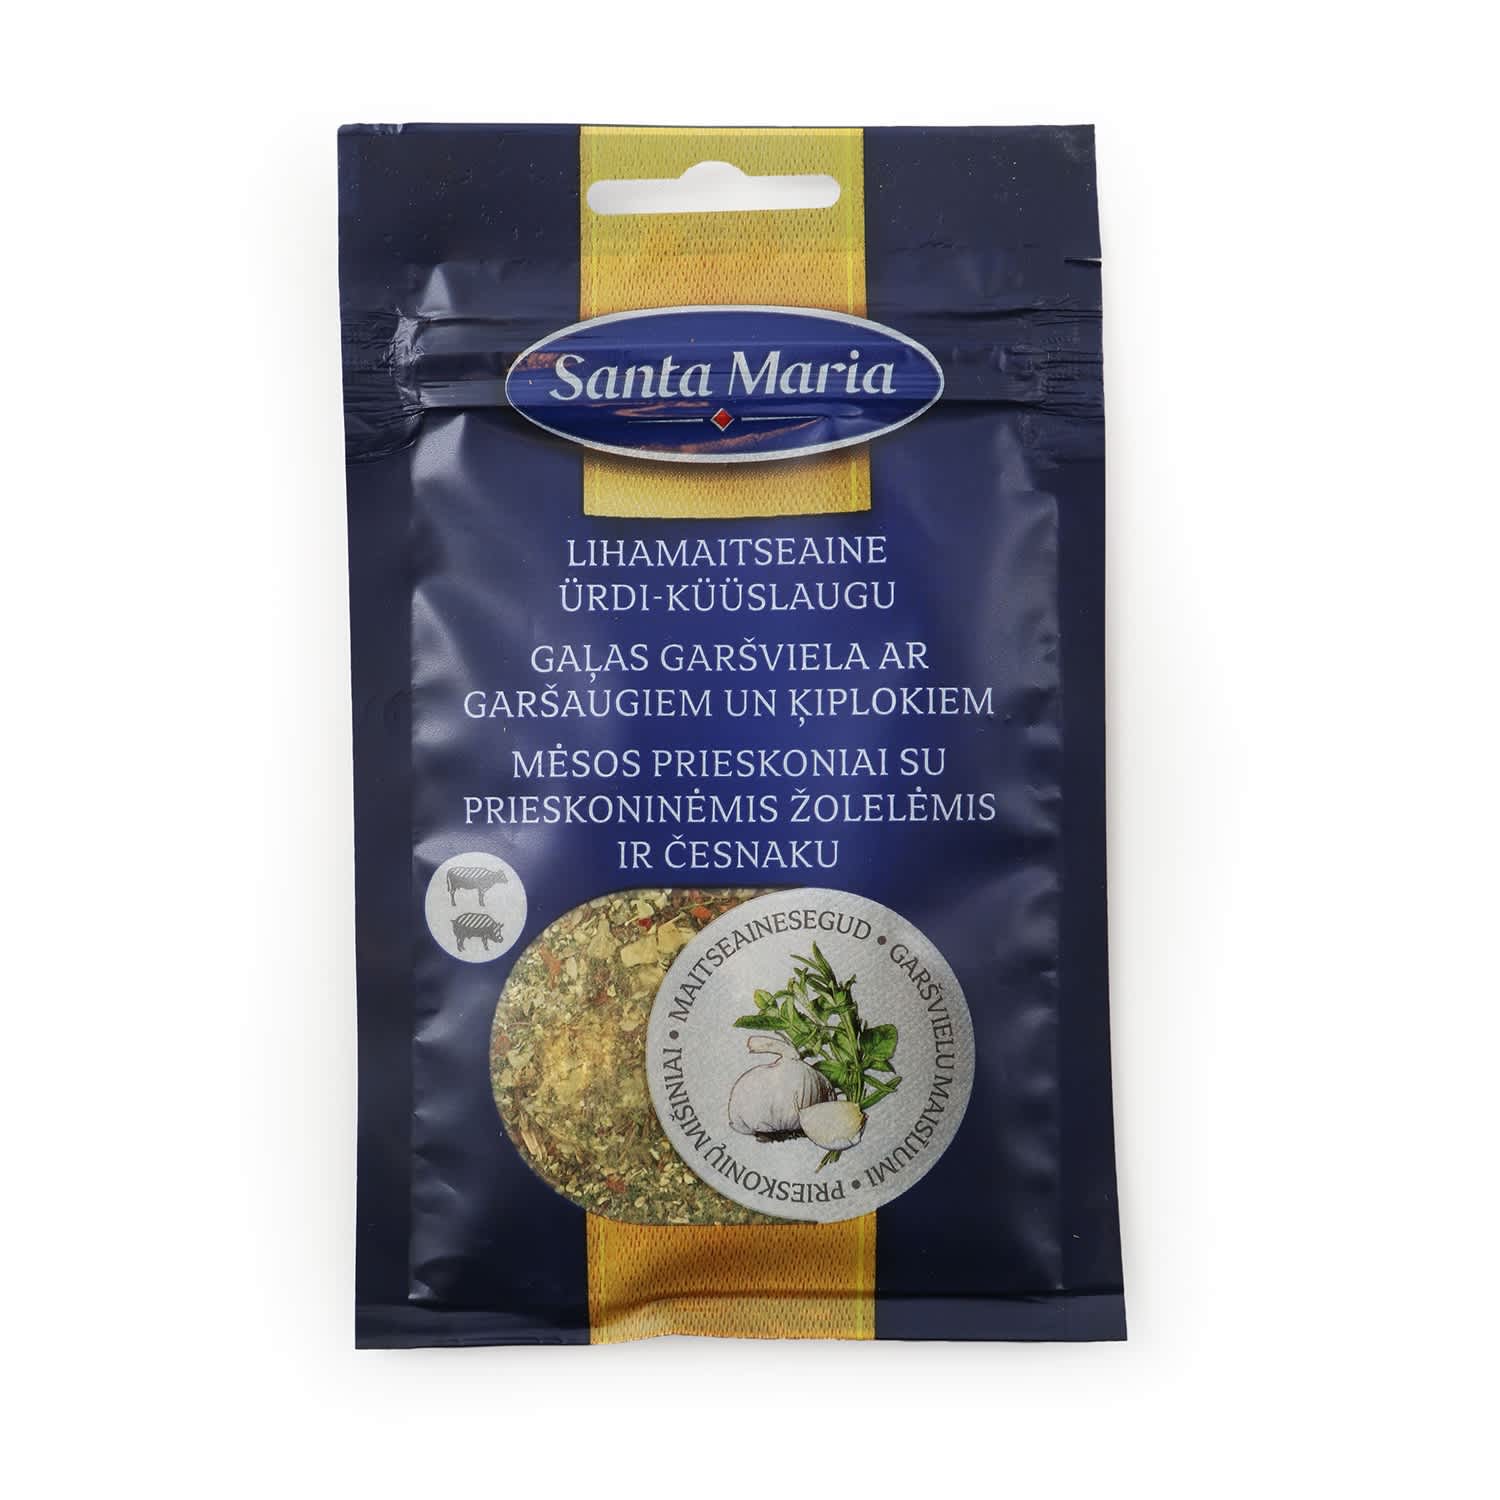 Santa Maria
LIHAMAITSEAINE
ÜRDI-KÜÜSLAUGU
GAĻAS GARŠVIELA AR
GARŠAUGIEM UN ĶIPLOKIEM
MĖSOS PRIESKONIAI SU
PRIESKONINĖMIS ŽOLELĖMIS
IR ČESNAKU
MAITSEAINESEGUD • GARŠVIELU MAISĪJUMI • PRIESKONIŲ MIŠINIAI •